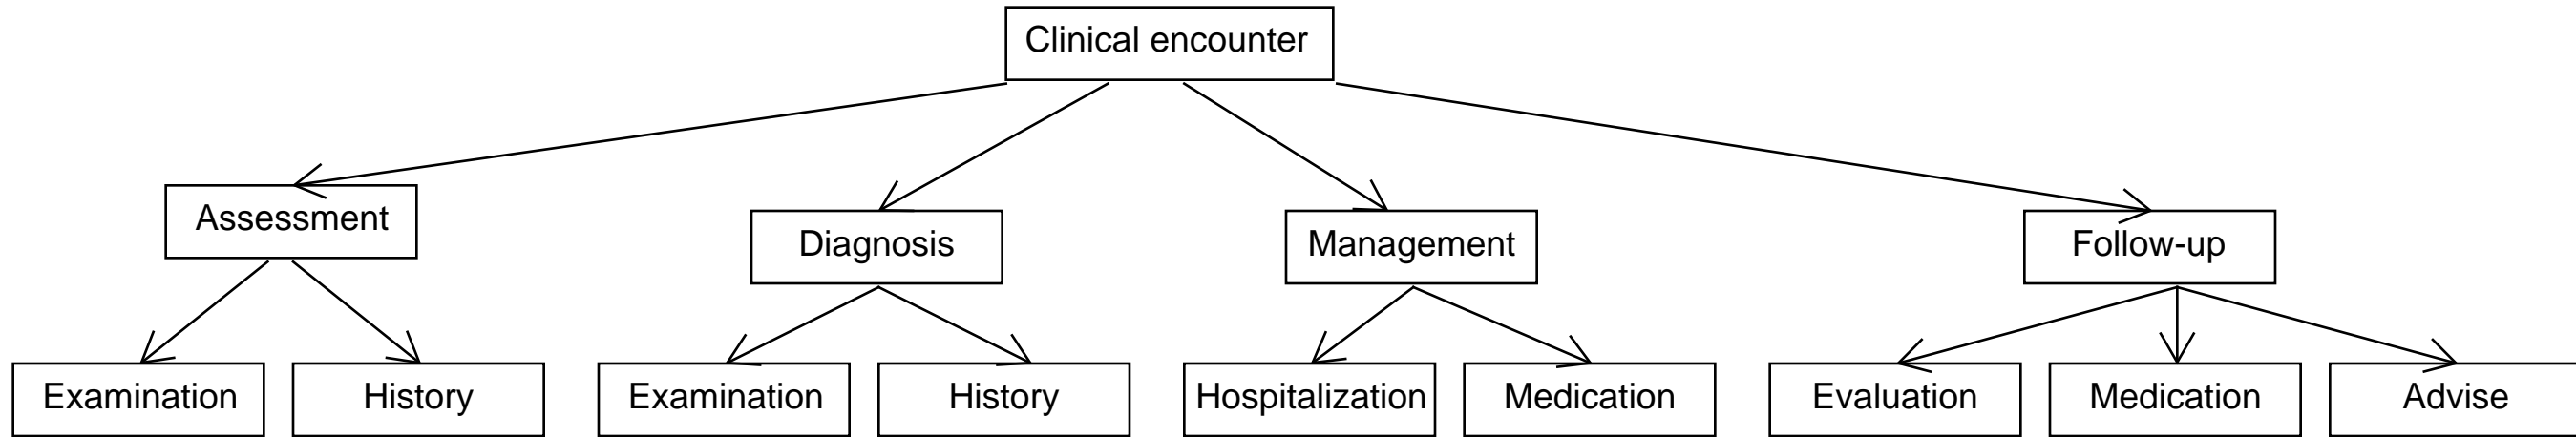 Clinical encounter
Assessment
Diagnosis
Management
Follow-up
Examination
History
Examination
History
Hospitalization
Medication
Evaluation
Medication
Advise